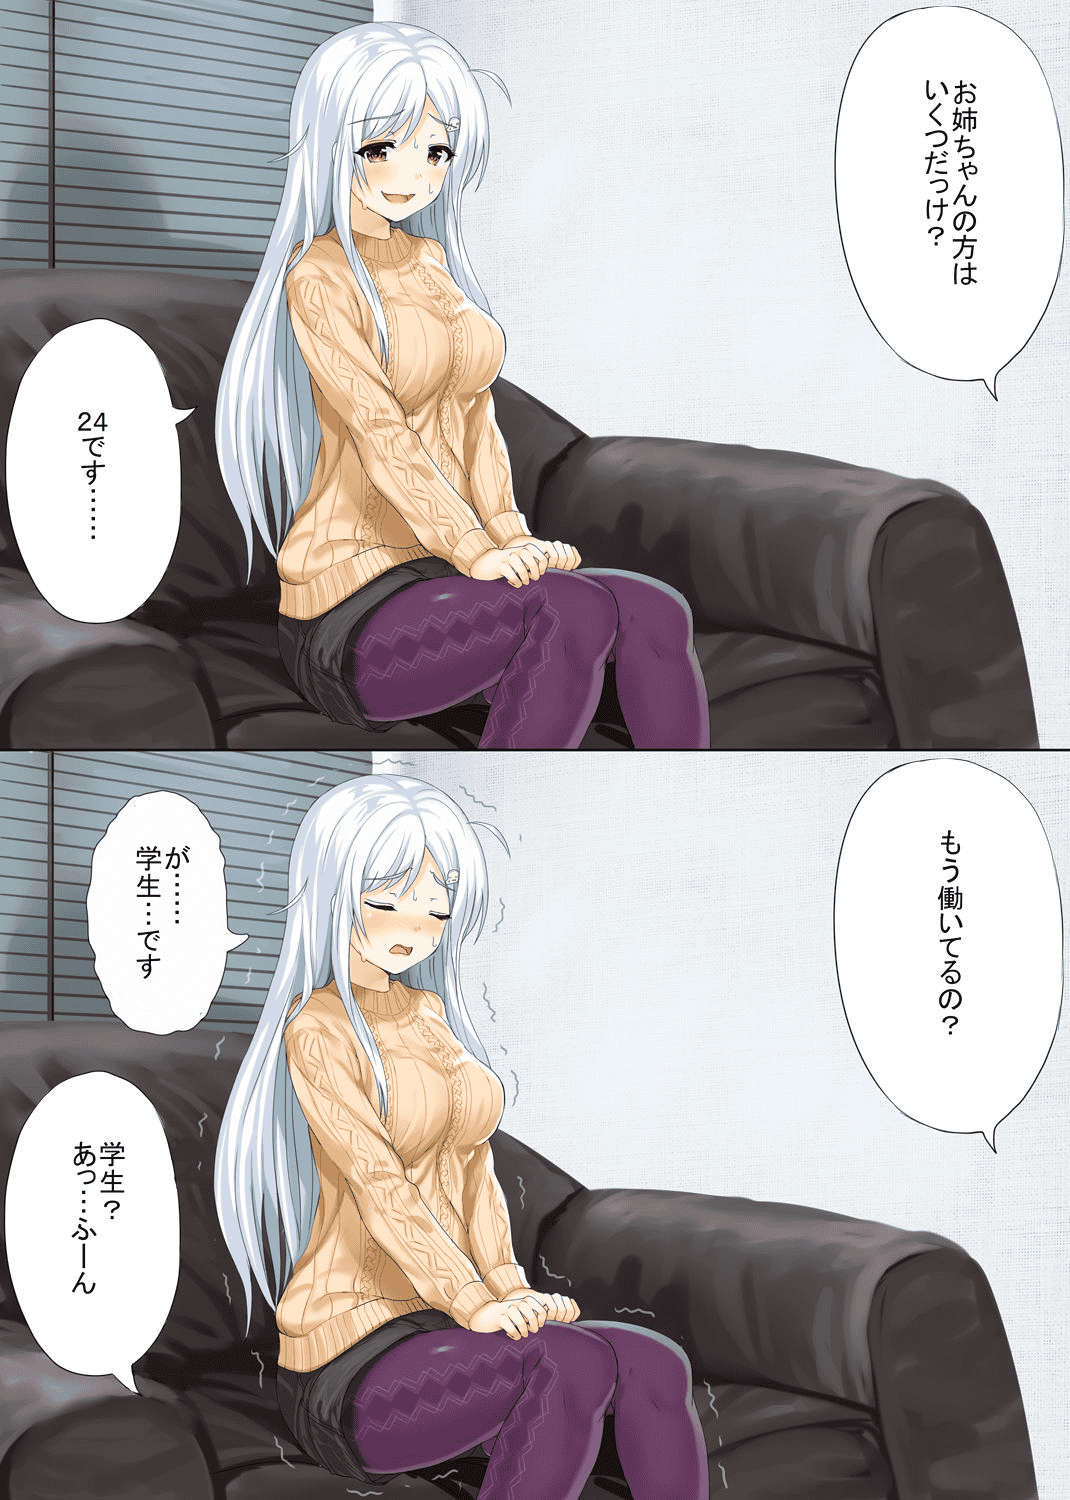 お姉ちゃんの方は
いくつだっけ？
24です……
もう働いてるの？
が……
学生…です
学生？
あっ…ふーん